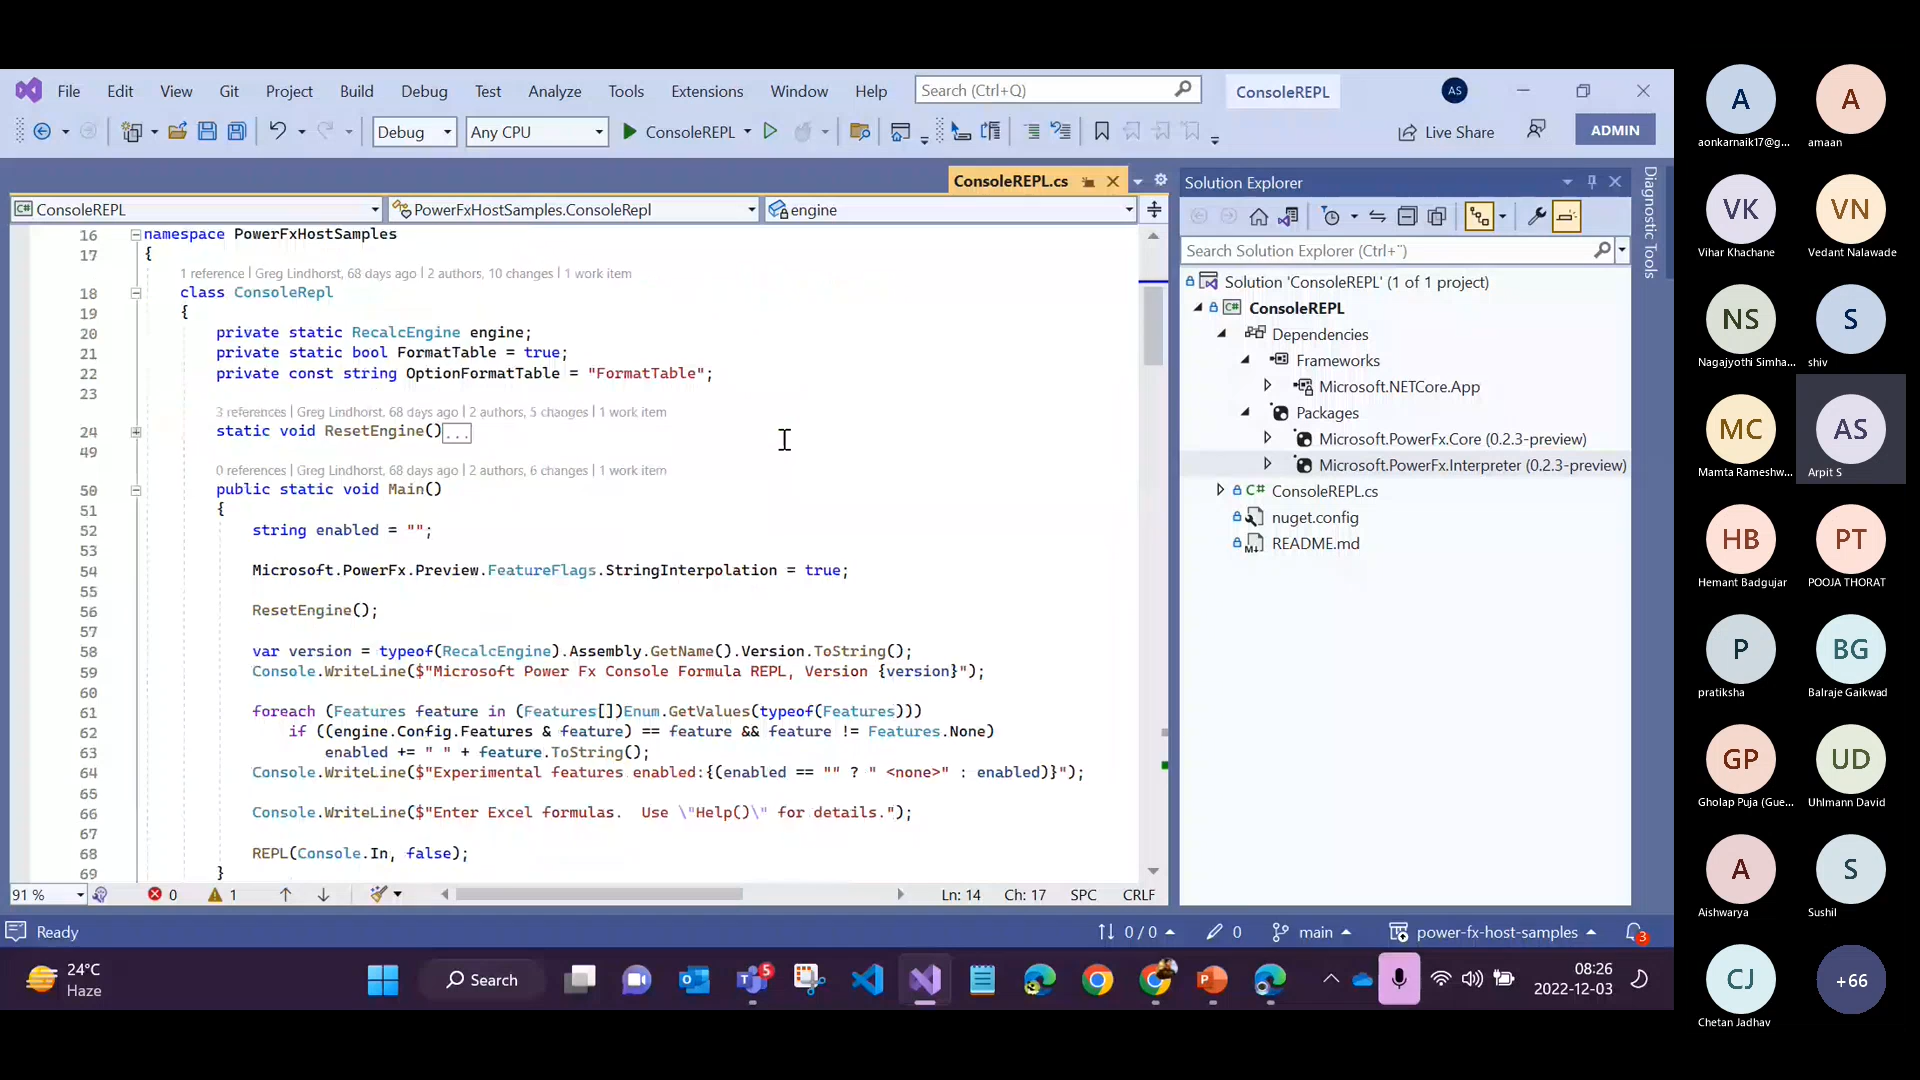 File Edit View Git Project Build Debug Test Analyze Tools Extensions Window Help Search (Ctrl+Q) ConsoleREPL AS
Debug Any CPU ConsoleREPL Live Share ADMIN
ConsoleREPL.cs
C# ConsoleREPL PowerFxHostSamples.ConsoleRepl engine
16 namespace PowerFxHostSamples
17 {
1 reference | Greg Lindhorst, 68 days ago | 2 authors, 10 changes | 1 work item
18 class ConsoleRepl
19 {
20 private static RecalcEngine engine;
21 private static bool FormatTable = true;
22 private const string OptionFormatTable = "FormatTable";
23
3 references | Greg Lindhorst, 68 days ago | 2 authors, 5 changes | 1 work item
24 static void ResetEngine()...
49
0 references | Greg Lindhorst, 68 days ago | 2 authors, 6 changes | 1 work item
50 public static void Main()
51 {
52 string enabled = "";
53
54 Microsoft.PowerFx.Preview.FeatureFlags.StringInterpolation = true;
55
56 ResetEngine();
57
58 var version = typeof(RecalcEngine).Assembly.GetName().Version.ToString();
59 Console.WriteLine($"Microsoft Power Fx Console Formula REPL, Version {version}");
60
61 foreach (Features feature in (Features[])Enum.GetValues(typeof(Features)))
62 if ((engine.Config.Features & feature) == feature && feature != Features.None)
63 enabled += " " + feature.ToString();
64 Console.WriteLine($"Experimental features enabled:{(enabled == "" ? " <none>" : enabled)}");
65
66 Console.WriteLine($"Enter Excel formulas.  Use \"Help()\" for details.");
67
68 REPL(Console.In, false);
69 }
91 % 0 1 Ln: 14 Ch: 17 SPC CRLF
Solution Explorer
Search Solution Explorer (Ctrl+¨)
Solution 'ConsoleREPL' (1 of 1 project)
C# ConsoleREPL
Dependencies
Frameworks
Microsoft.NETCore.App
Packages
Microsoft.PowerFx.Core (0.2.3-preview)
Microsoft.PowerFx.Interpreter (0.2.3-preview)
C# ConsoleREPL.cs
nuget.config
README.md
Diagnostic Tools
Ready 0 / 0 0 main power-fx-host-samples 3
24°C
Haze
Search
5
08:26
2022-12-03
A A
aonkarnaik17@g... amaan
VK VN
Vihar Khachane Vedant Nalawade
NS S
Nagajyothi Simha... shiv
MC AS
Mamta Rameshw... Arpit S
HB PT
Hemant Badgujar POOJA THORAT
P BG
pratiksha Balraje Gaikwad
GP UD
Gholap Puja (Gue... Uhlmann David
A S
Aishwarya Sushil
CJ +66
Chetan Jadhav